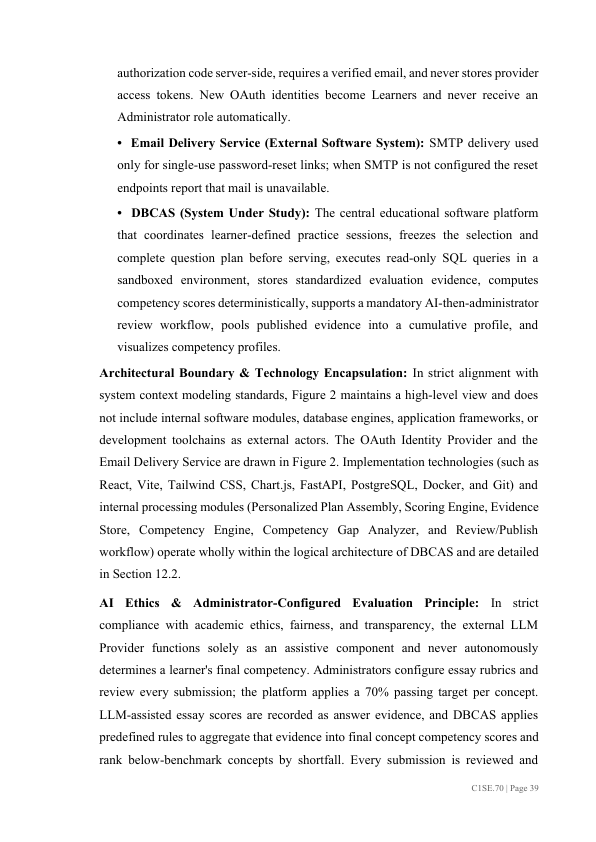 authorization code server-side, requires a verified email, and never stores provider
access tokens. New OAuth identities become Learners and never receive an
Administrator role automatically.
• Email Delivery Service (External Software System): SMTP delivery used
only for single-use password-reset links; when SMTP is not configured the reset
endpoints report that mail is unavailable.
• DBCAS (System Under Study): The central educational software platform
that coordinates learner-defined practice sessions, freezes the selection and
complete question plan before serving, executes read-only SQL queries in a
sandboxed environment, stores standardized evaluation evidence, computes
competency scores deterministically, supports a mandatory AI-then-administrator
review workflow, pools published evidence into a cumulative profile, and
visualizes competency profiles.
Architectural Boundary & Technology Encapsulation: In strict alignment with
system context modeling standards, Figure 2 maintains a high-level view and does
not include internal software modules, database engines, application frameworks, or
development toolchains as external actors. The OAuth Identity Provider and the
Email Delivery Service are drawn in Figure 2. Implementation technologies (such as
React, Vite, Tailwind CSS, Chart.js, FastAPI, PostgreSQL, Docker, and Git) and
internal processing modules (Personalized Plan Assembly, Scoring Engine, Evidence
Store, Competency Engine, Competency Gap Analyzer, and Review/Publish
workflow) operate wholly within the logical architecture of DBCAS and are detailed
in Section 12.2.
AI Ethics & Administrator-Configured Evaluation Principle: In strict
compliance with academic ethics, fairness, and transparency, the external LLM
Provider functions solely as an assistive component and never autonomously
determines a learner's final competency. Administrators configure essay rubrics and
review every submission; the platform applies a 70% passing target per concept.
LLM-assisted essay scores are recorded as answer evidence, and DBCAS applies
predefined rules to aggregate that evidence into final concept competency scores and
rank below-benchmark concepts by shortfall. Every submission is reviewed and
C1SE.70 | Page 39